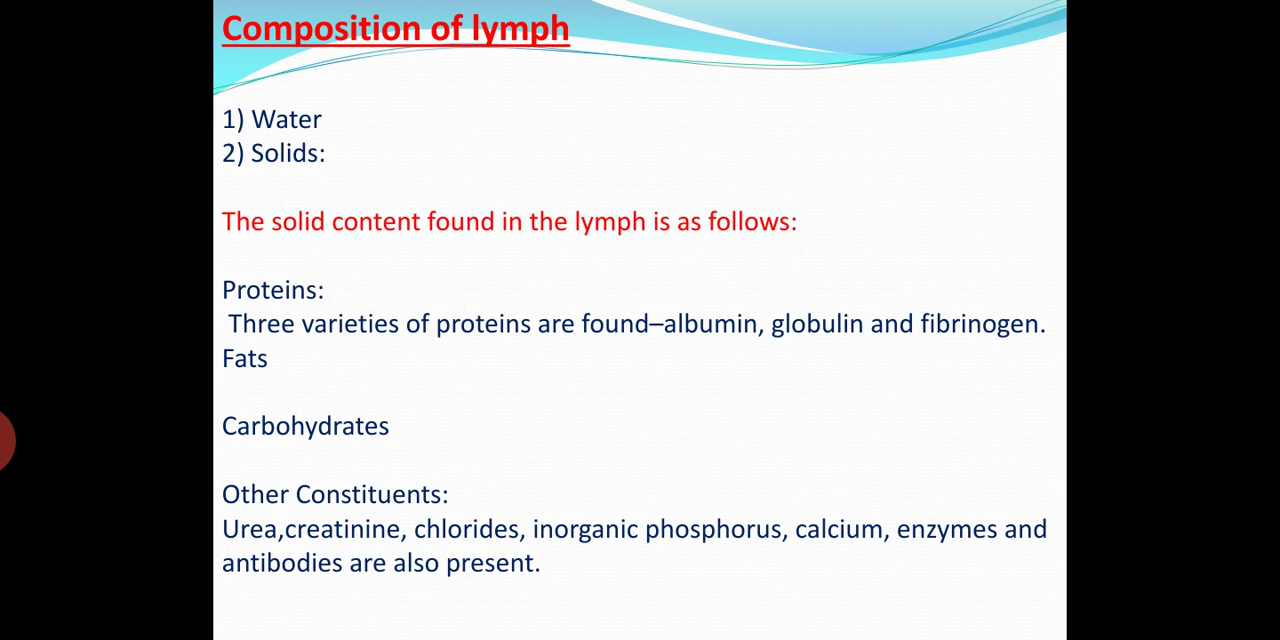 Composition of lymph
1) Water
2) Solids:
The solid content found in the lymph is as follows:
Proteins:
Three varieties of proteins are found–albumin, globulin and fibrinogen.
Fats
Carbohydrates
Other Constituents:
Urea,creatinine, chlorides, inorganic phosphorus, calcium, enzymes and
antibodies are also present.